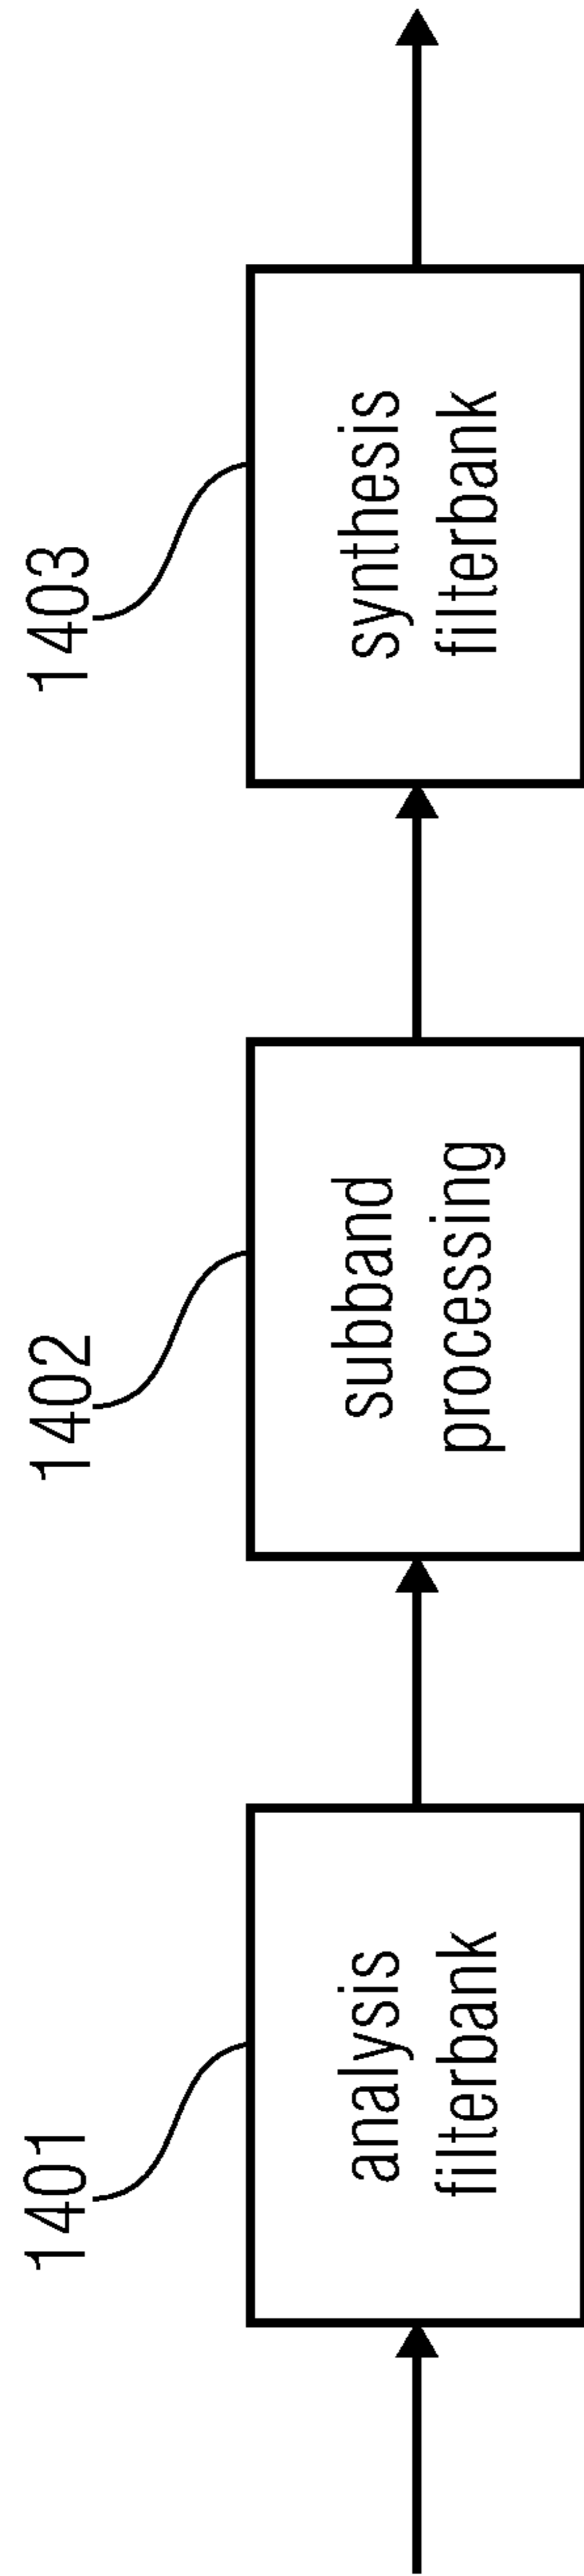 1401
analysis
filterbank
1402
subband
processing
1403
synthesis
filterbank